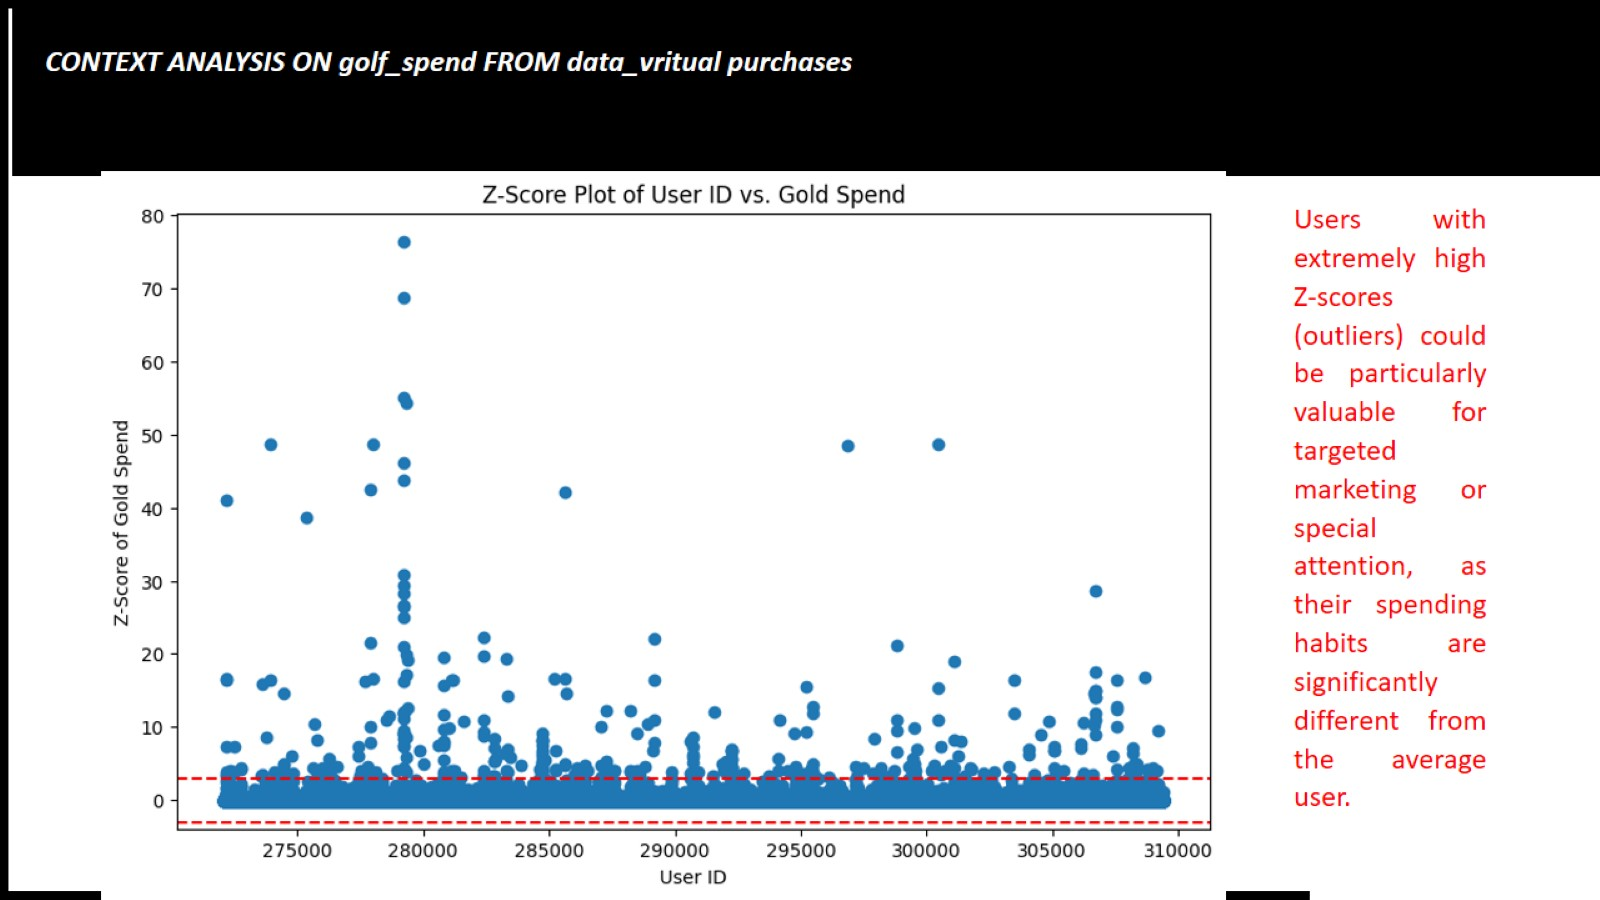 CONTEXT ANALYSIS ON golf_spend FROM data_vritual purchases
Z-Score Plot of User ID vs. Gold Spend
Z-Score of Gold Spend
80
70
60
50
40
30
20
10
0
275000 280000 285000 290000 295000 300000 305000 310000
User ID
Users with
extremely high
Z-scores
(outliers) could
be particularly
valuable for
targeted
marketing or
special
attention, as
their spending
habits are
significantly
different from
the average
user.